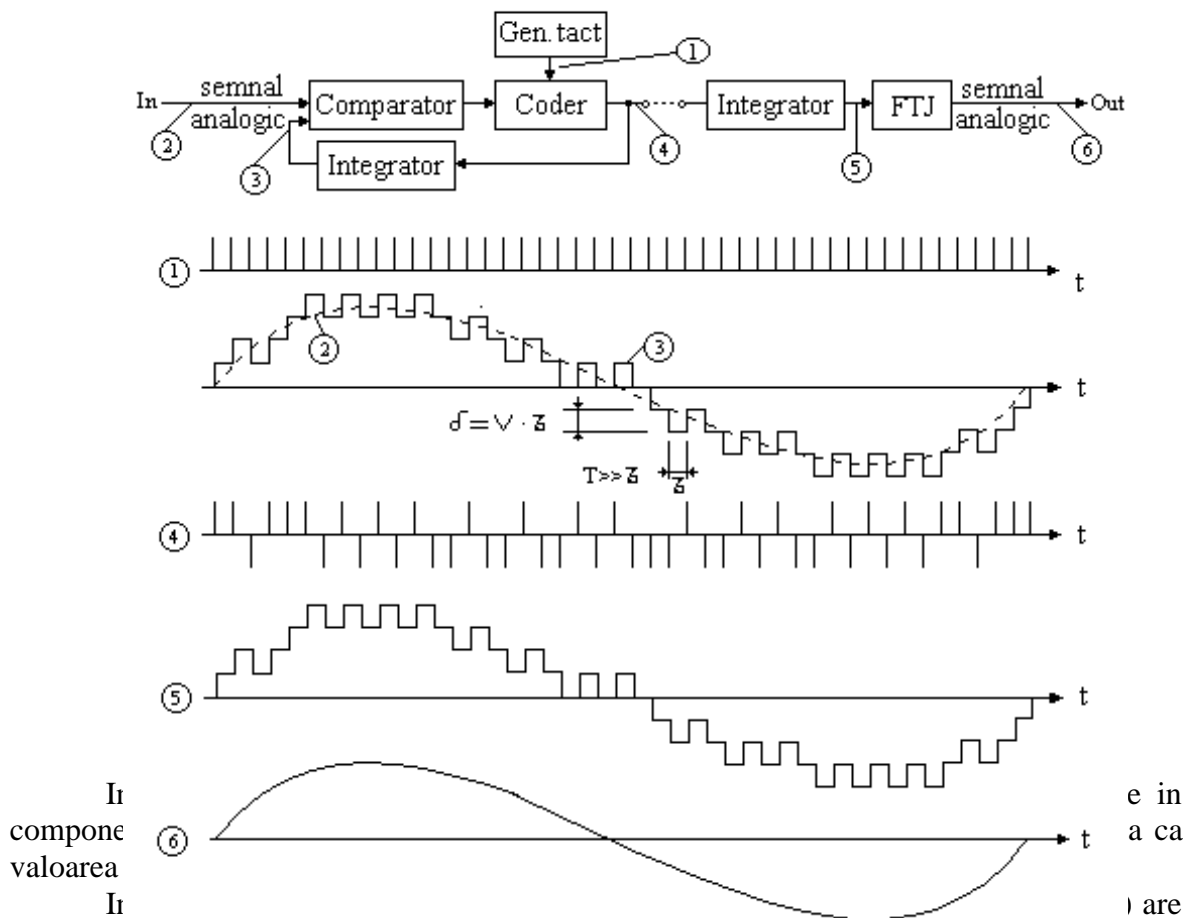 Gen. tact
①
In semnal analogic
Comparator
Coder
Integrator
FTJ
semnal analogic Out
②
③
Integrator
④
⑤
⑥
①
t
②
③
t
δ = V · ℨ
T>> ℨ
ℨ
④
t
⑤
t
e in
compone
⑥
t
a ca
valoarea
) are